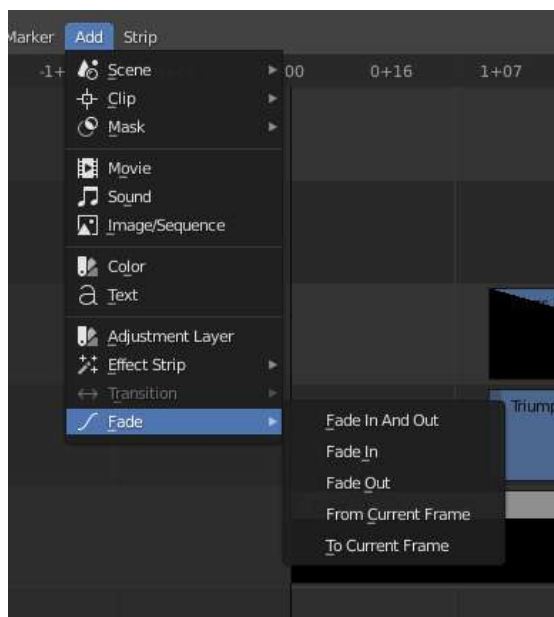 Marker Add Strip
-1+ 00 0+16 1+07
Scene
Clip
Mask
Movie
Sound
Image/Sequence
Color
Text
Adjustment Layer
Effect Strip
Transition
Fade
Fade In And Out
Fade In
Fade Out
From Current Frame
To Current Frame
Triump